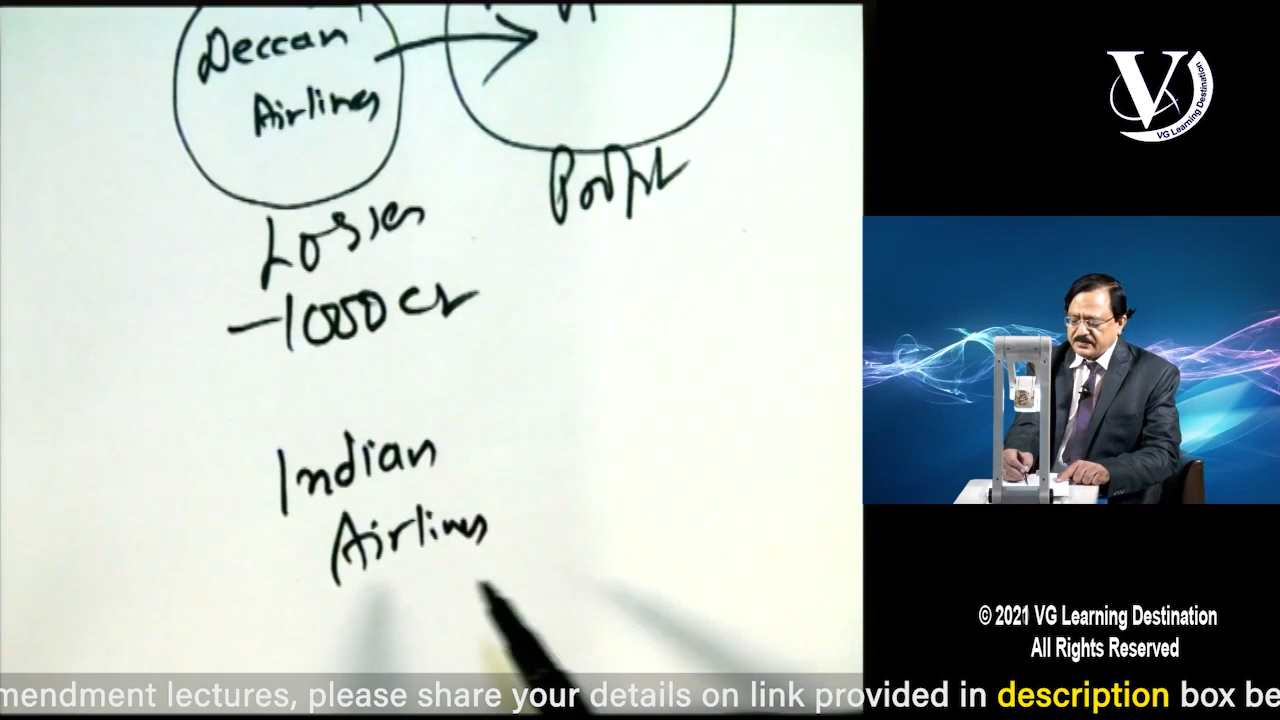 Deccan
Airlines
Losses
-1000 cr
Profit
Indian
Airlines
V
VG Learning Destination
© 2021 VG Learning Destination
All Rights Reserved
mendment lectures, please share your details on link provided in description box be